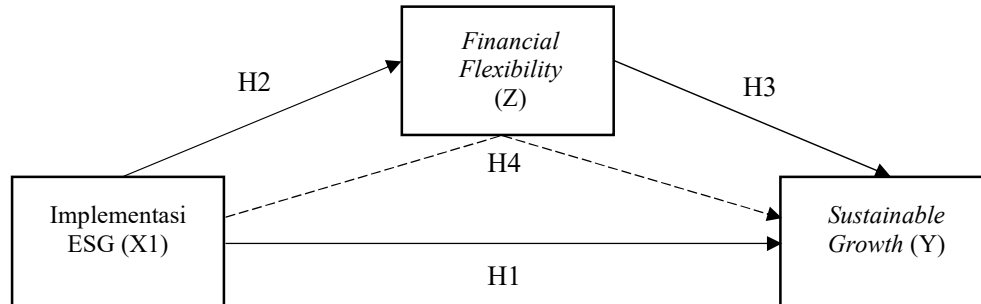 Financial
Flexibility
(Z)
H2
H3
H4
Implementasi
ESG (X1)
Sustainable
Growth (Y)
H1